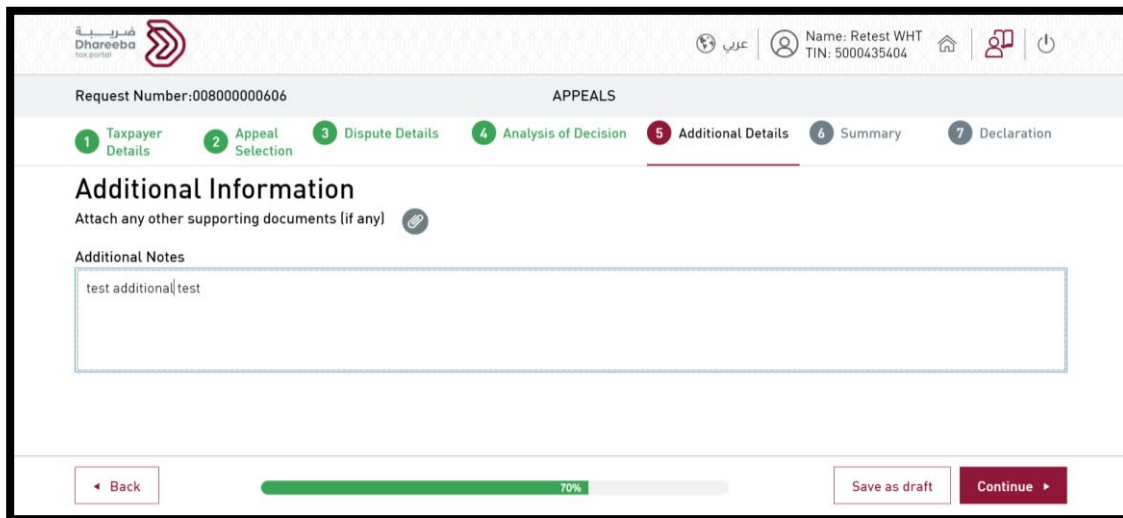 ضريبة
Dhareeba
tax portal
عربي
Name: Retest WHT
TIN: 5000435404
Request Number:008000000606
APPEALS
1 Taxpayer
Details
2 Appeal
Selection
3 Dispute Details
4 Analysis of Decision
5 Additional Details
6 Summary
7 Declaration
Additional Information
Attach any other supporting documents (if any)
Additional Notes
test additional test
Back
70%
Save as draft
Continue